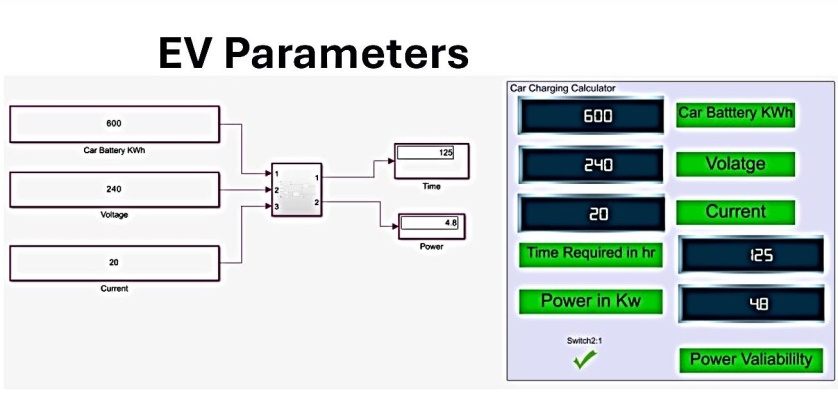 EV Parameters
600
Car Battery KWh
240
Voltage
20
Current
1
2
3
1
2
125
Time
4.8
Power
Car Charging Calculator
600 Car Batttery KWh
240 Volatge
20 Current
Time Required in hr 125
Power in Kw 4.8
Switch2:1
Power Valiabililty